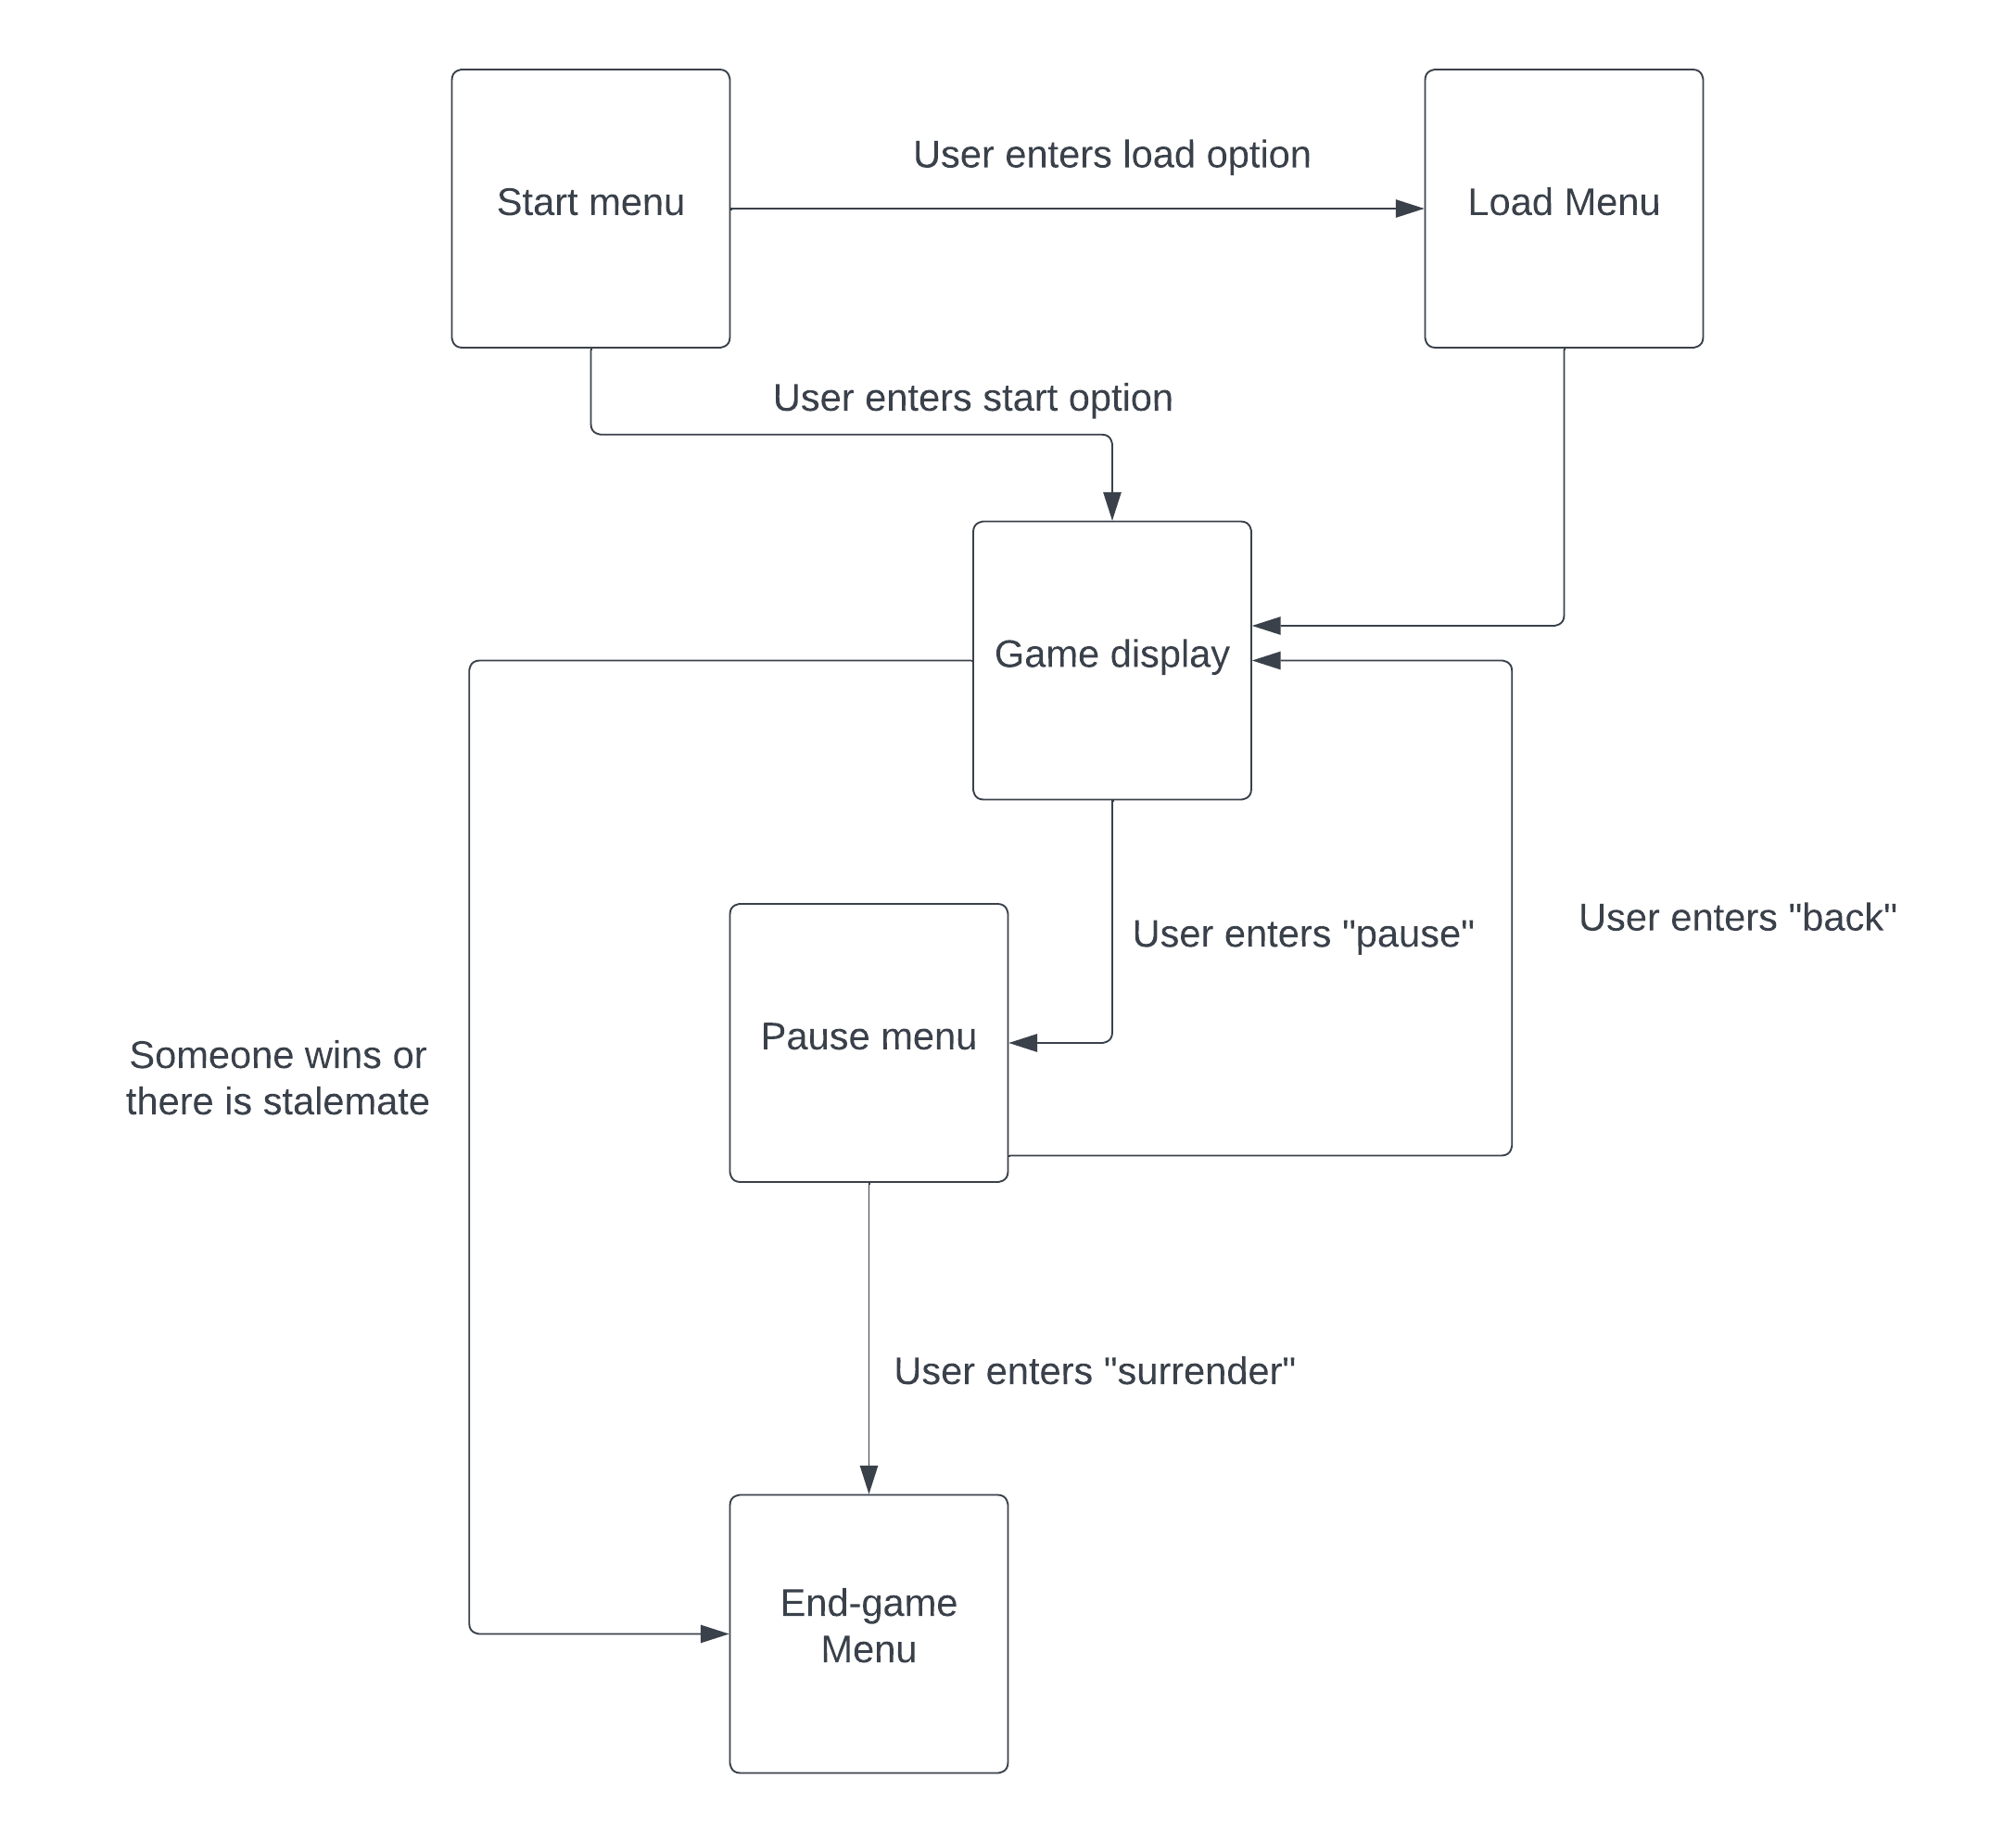 Start menu
User enters load option
Load Menu
User enters start option
Game display
User enters "pause"
User enters "back"
Pause menu
Someone wins or
there is stalemate
User enters "surrender"
End-game
Menu